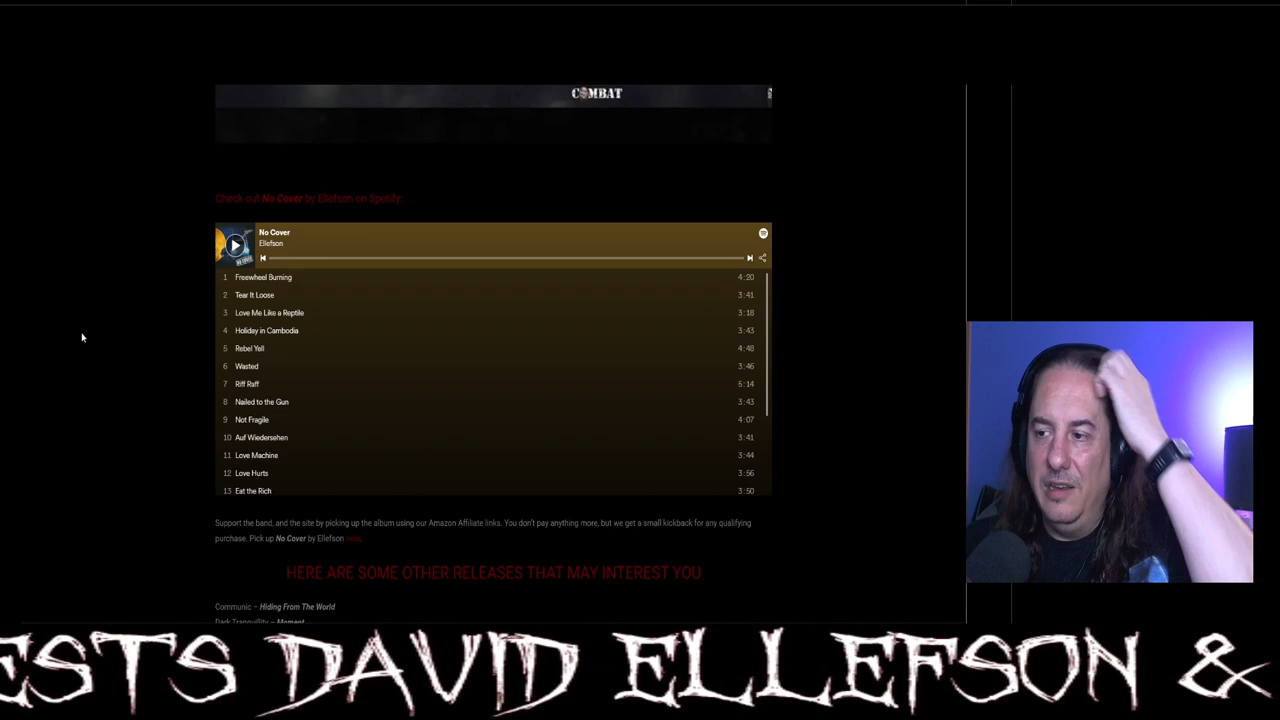 COMBAT
Check out No Cover by Ellefson on Spotify:
No Cover
Ellefson
1 Freewheel Burning 4:20
2 Tear It Loose 3:41
3 Love Me Like a Reptile 3:18
4 Holiday in Cambodia 3:43
5 Rebel Yell 4:48
6 Wasted 3:46
7 Riff Raff 5:14
8 Nailed to the Gun 3:43
9 Not Fragile 4:07
10 Auf Wiedersehen 3:41
11 Love Machine 3:44
12 Love Hurts 3:56
13 Eat the Rich 3:50
Support the band, and the site by picking up the album using our Amazon Affiliate links. You don't pay anything more, but we get a small kickback for any qualifying
purchase. Pick up No Cover by Ellefson here.
HERE ARE SOME OTHER RELEASES THAT MAY INTEREST YOU
Communic – Hiding From The World
Dark Tranquillity – Moment
ESTS DAVID ELLEFSON &